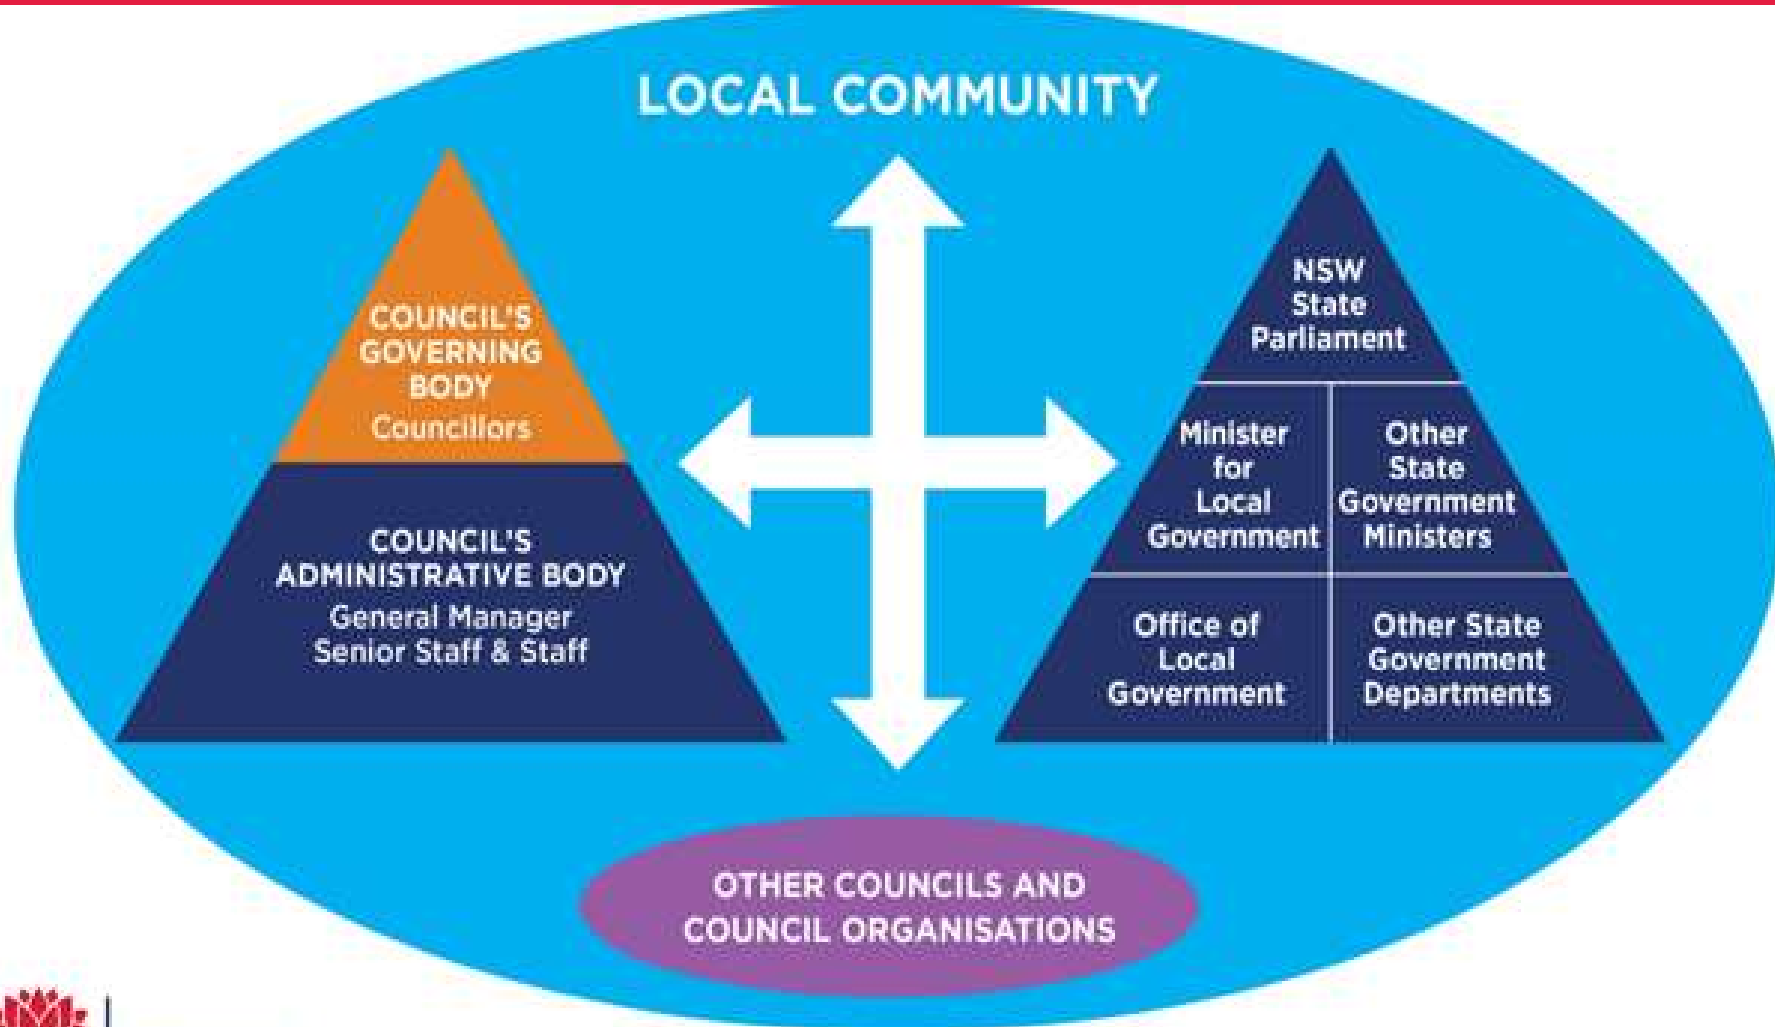 LOCAL COMMUNITY
COUNCIL'S
GOVERNING
BODY
Councillors
COUNCIL'S
ADMINISTRATIVE BODY
General Manager
Senior Staff & Staff
NSW
State
Parliament
Minister
for
Local
Government
Other
State
Government
Ministers
Office of
Local
Government
Other State
Government
Departments
OTHER COUNCILS AND
COUNCIL ORGANISATIONS